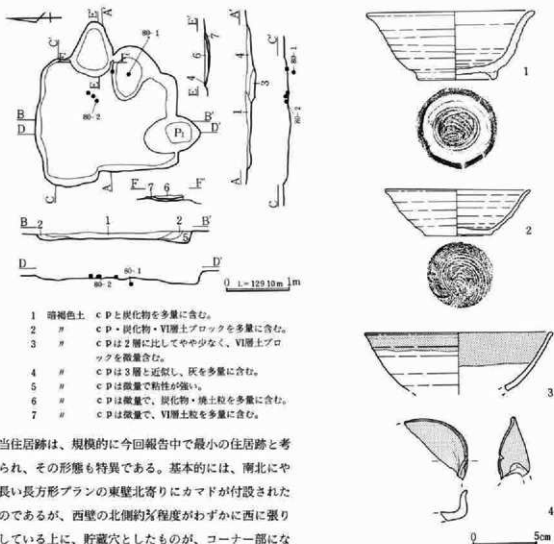 A
E
A'
C'
F'
80-1
E'
80-2
B
D
P₁
B'
D'
C
A
F
F'
7 6
E'
7
6
4
E
A'
4
3
1
A
C'
80-1
80-2
C
B 2 1 2 B'
5
D 80-1 D'
80-2
0 L=129.10m 1m
1 暗褐色土 cpと炭化物を多量に含む。
2 〃 cp・炭化物・VI層土ブロックを多量に含む。
3 〃 cpは2層に比してやや少なく、VI層土ブロ
ックを微量含む。
4 〃 cpは3層と近似し、灰を多量に含む。
5 〃 cpは微量で粘性が強い。
6 〃 cpは微量で、炭化物・焼土粒を多量に含む。
7 〃 cpは微量で、VI層土粒を多量に含む。
当住居跡は、規模的に今回報告中で最小の住居跡と考
られ、その形態も特異である。基本的には、南北にや
長い長方形プランの東壁北寄りにカマドが付設された
のであるが、西壁の北側約 程度がわずかに西に張り
している上に、貯蔵穴としたものが、コーナー部にな
1
2
3
4
0 5cm